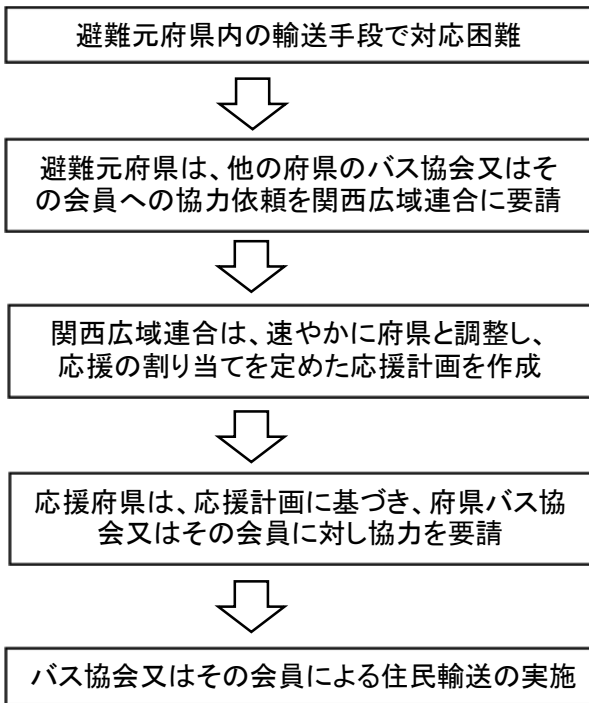 避難元府県内の輸送手段で対応困難
避難元府県は、他の府県のバス協会又はそ
の会員への協力依頼を関西広域連合に要請
関西広域連合は、速やかに府県と調整し、
応援の割り当てを定めた応援計画を作成
応援府県は、応援計画に基づき、府県バス協
会又はその会員に対し協力を要請
バス協会又はその会員による住民輸送の実施